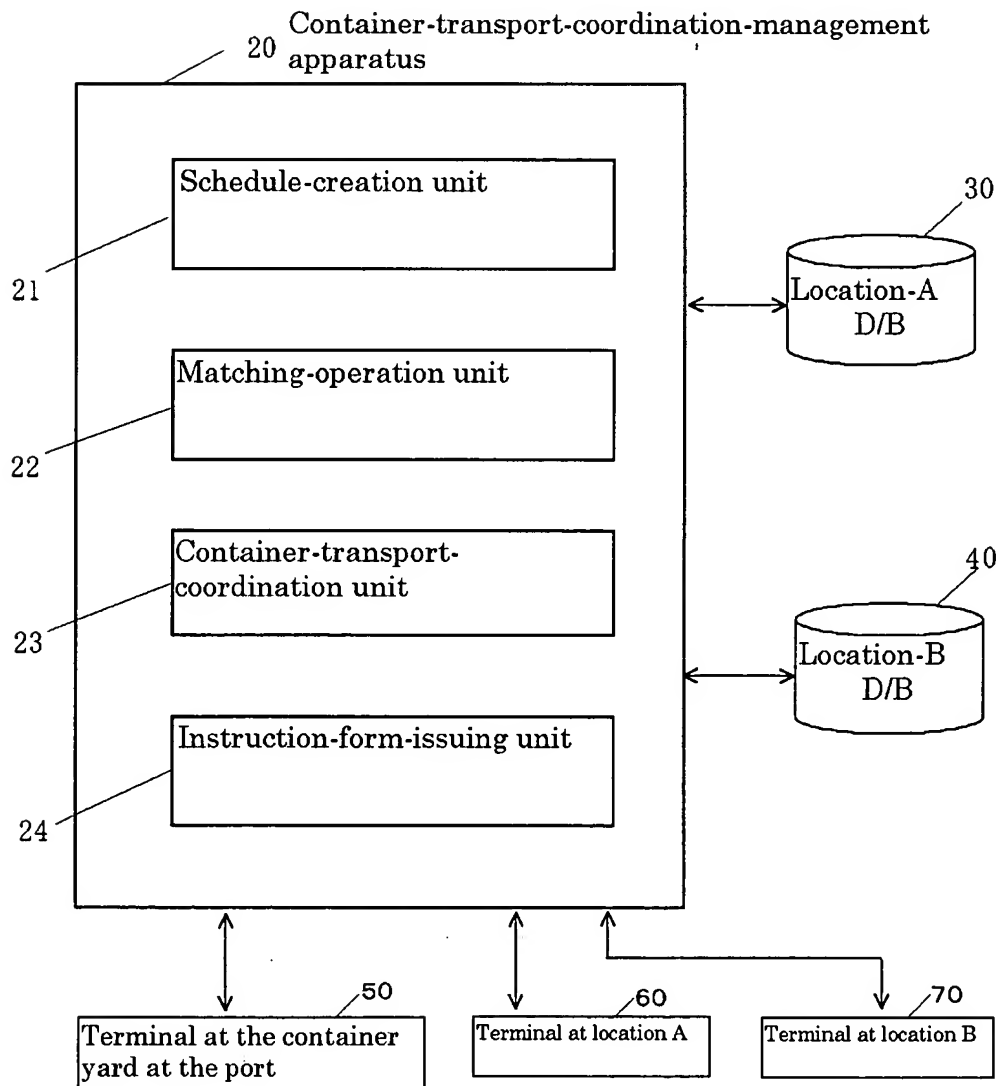 Container-transport-coordination-management
20 apparatus
Schedule-creation unit
30
21
Location-A
D/B
Matching-operation unit
22
Container-transport-
coordination unit
40
23
Location-B
D/B
Instruction-form-issuing unit
24
50
60
70
Terminal at the container
yard at the port
Terminal at location A
Terminal at location B